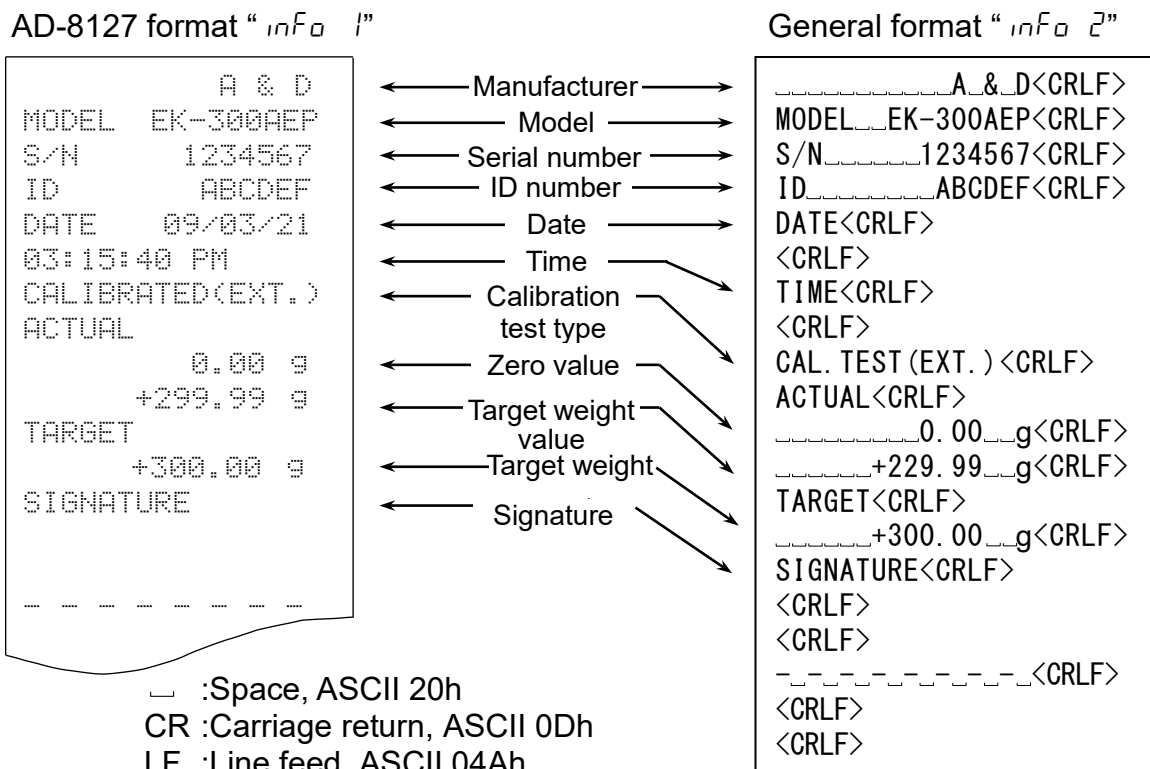 AD-8127 format “ info 1”
A & D
MODEL EK-300AEP
S/N 1234567
ID ABCDEF
DATE 09/03/21
03:15:40 PM
CALIBRATED(EXT.)
ACTUAL
0.00 g
+299.99 g
TARGET
+300.00 g
SIGNATURE
_ _ _ _ _ _ _ _
Manufacturer
Model
Serial number
ID number
Date
Time
Calibration
test type
Zero value
Target weight
value
Target weight
Signature
General format “ info 2”
␣␣␣␣␣␣␣␣␣␣␣A␣&␣D<CRLF>
MODEL␣␣EK-300AEP<CRLF>
S/N␣␣␣␣␣␣1234567<CRLF>
ID␣␣␣␣␣␣␣␣ABCDEF<CRLF>
DATE<CRLF>
<CRLF>
TIME<CRLF>
<CRLF>
CAL.TEST(EXT.)<CRLF>
ACTUAL<CRLF>
␣␣␣␣␣␣␣␣␣0.00␣␣g<CRLF>
␣␣␣␣␣␣+229.99␣␣g<CRLF>
TARGET<CRLF>
␣␣␣␣␣␣+300.00␣␣g<CRLF>
SIGNATURE<CRLF>
<CRLF>
<CRLF>
-␣-␣-␣-␣-␣-␣-␣-␣<CRLF>
<CRLF>
<CRLF>
␣ :Space, ASCII 20h
CR :Carriage return, ASCII 0Dh
LF :Line feed, ASCII 04Ah